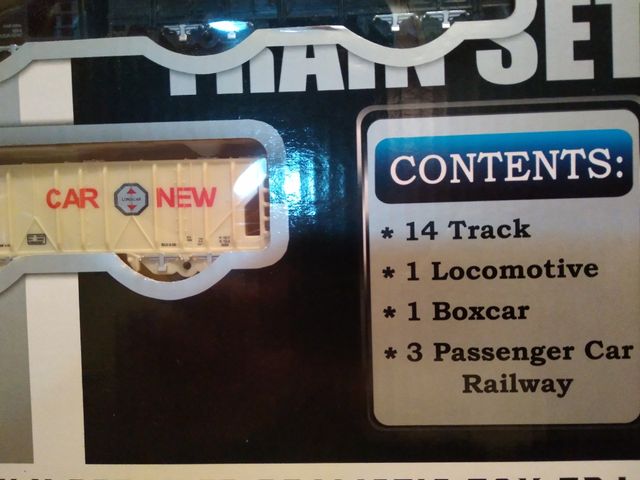 TRAIN SET
CAR NEW
CONTENTS:
* 14 Track
* 1 Locomotive
* 1 Boxcar
* 3 Passenger Car
Railway